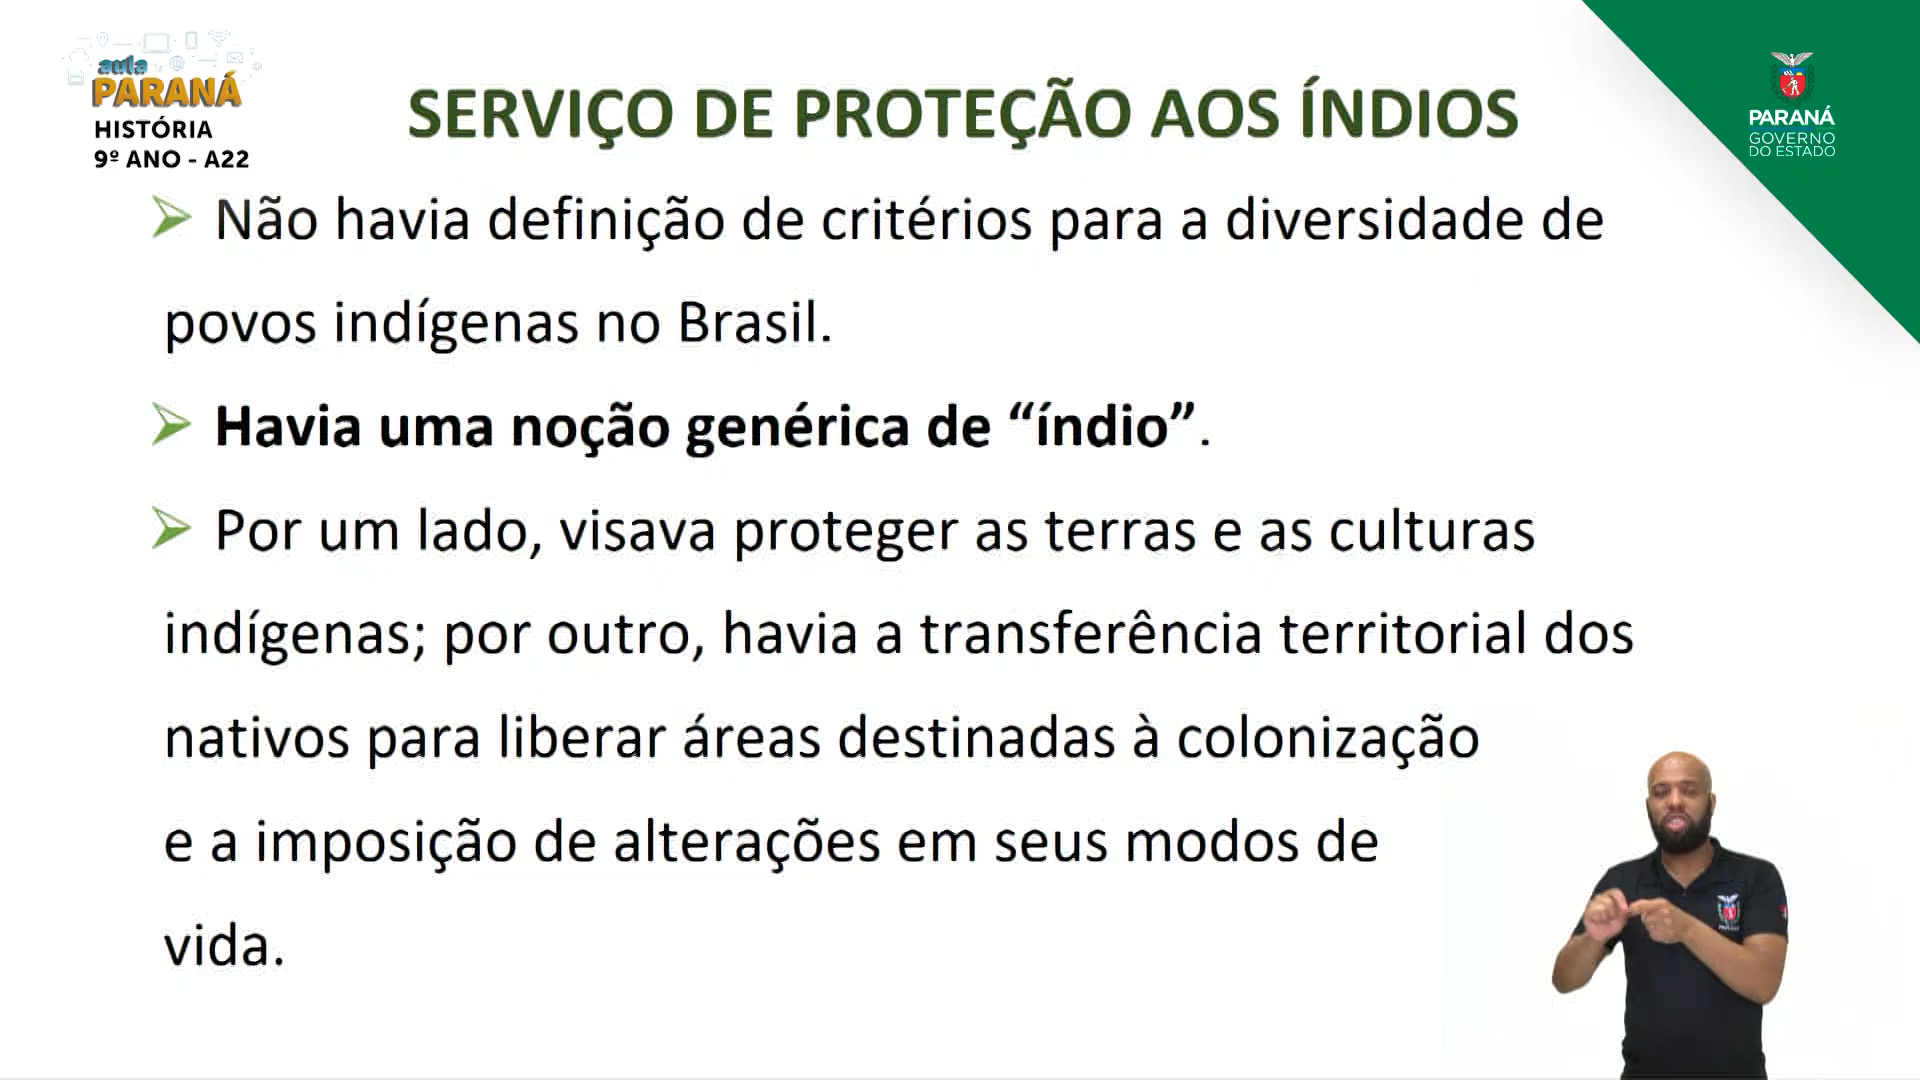 aula
PARANÁ
HISTÓRIA
9º ANO - A22
SERVIÇO DE PROTEÇÃO AOS ÍNDIOS
PARANÁ
GOVERNO
DO ESTADO
Não havia definição de critérios para a diversidade de
povos indígenas no Brasil.
Havia uma noção genérica de “índio”.
Por um lado, visava proteger as terras e as culturas
indígenas; por outro, havia a transferência territorial dos
nativos para liberar áreas destinadas à colonização
e a imposição de alterações em seus modos de
vida.